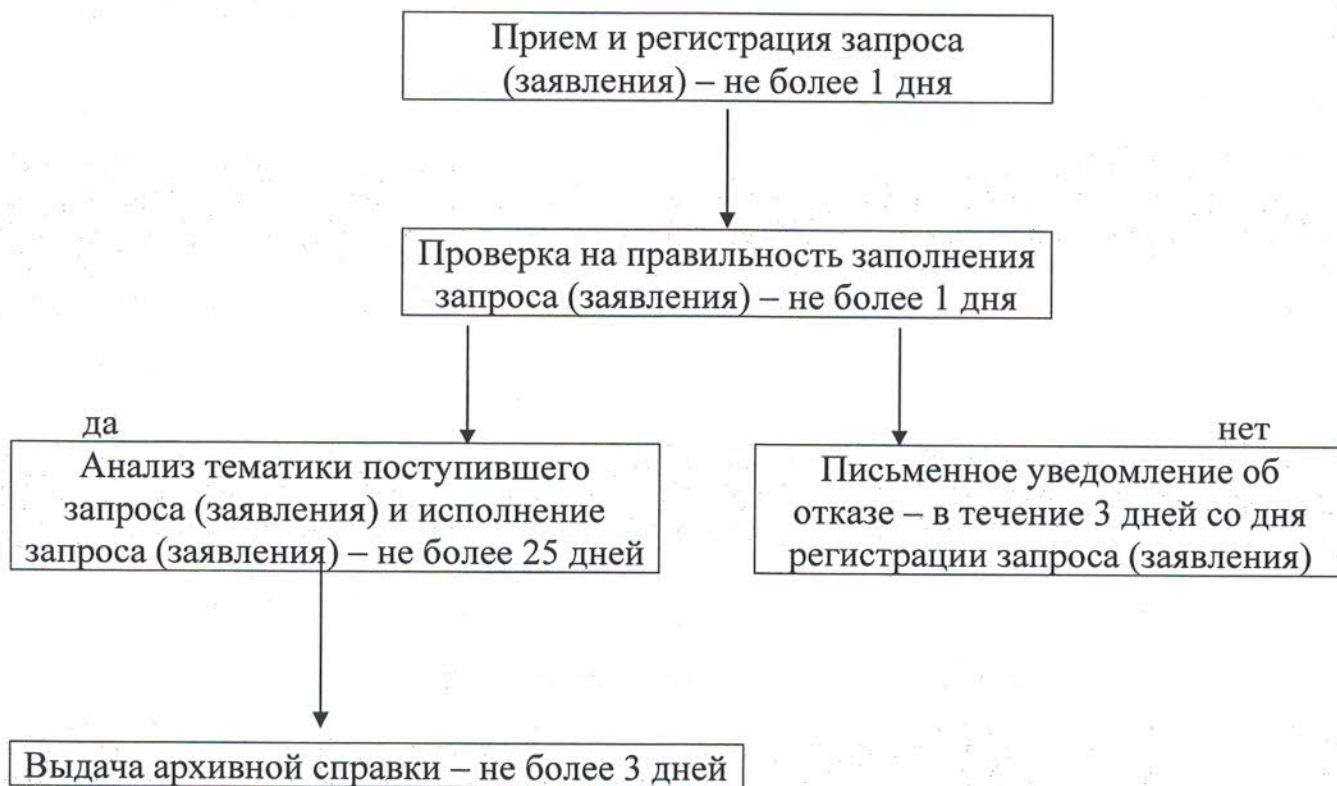 Прием и регистрация запроса
(заявления) – не более 1 дня
Проверка на правильность заполнения
запроса (заявления) – не более 1 дня
да
Анализ тематики поступившего
запроса (заявления) и исполнение
запроса (заявления) – не более 25 дней
нет
Письменное уведомление об
отказе – в течение 3 дней со дня
регистрации запроса (заявления)
Выдача архивной справки – не более 3 дней